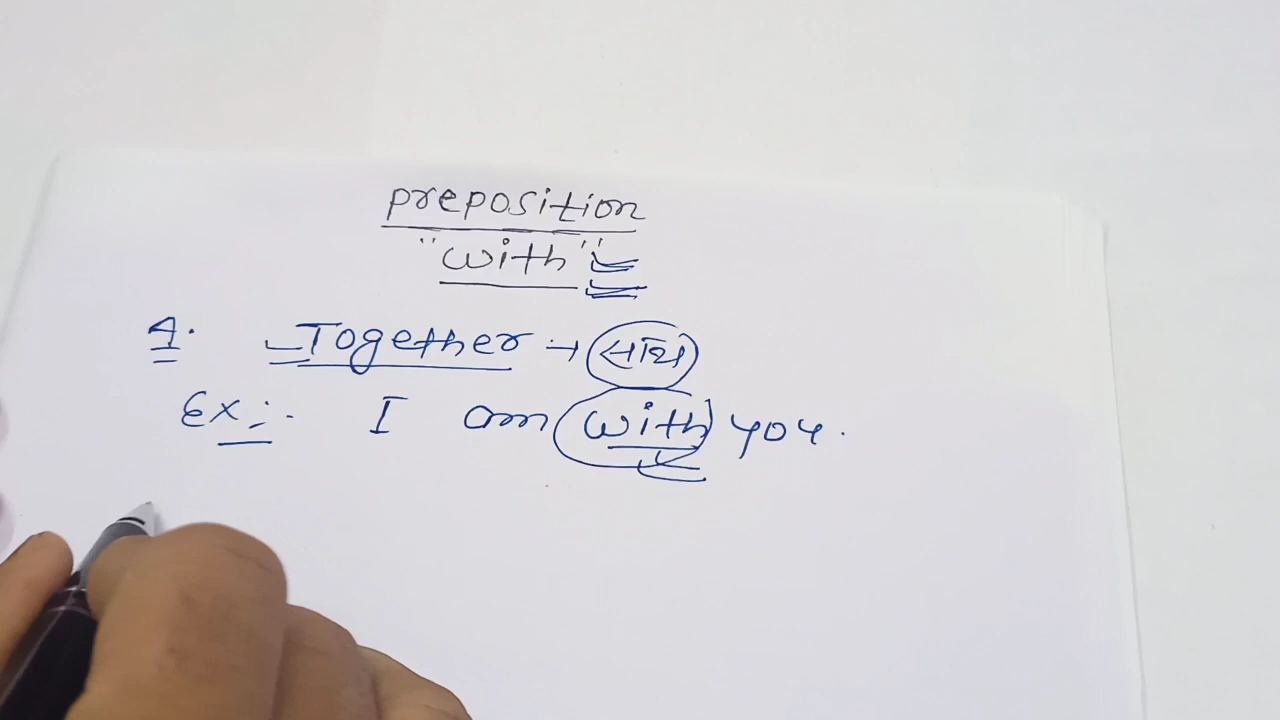 preposition
"with"
1. Together → साथ
Ex:- I am with you.